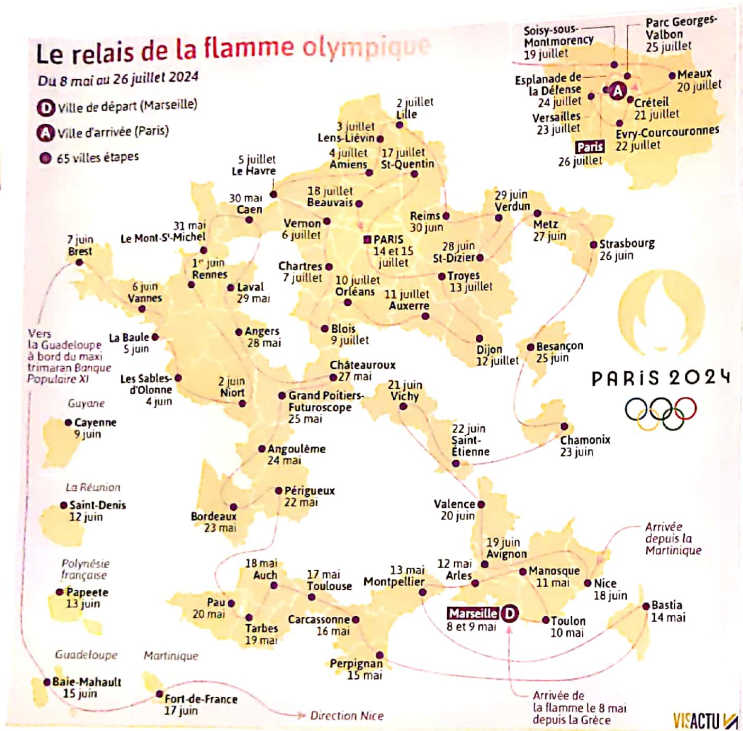 Le relais de la flamme olympique
Du 8 mai au 26 juillet 2024
D Ville de départ (Marseille)
A Ville d'arrivée (Paris)
65 villes étapes
Soisy-sous-
Montmorency
19 juillet
Parc Georges-
Valbon
25 juillet
Esplanade de
la Défense
24 juillet
A
Meaux
20 juillet
Créteil
21 juillet
Versailles
23 juillet
Evry-Courcouronnes
22 juillet
Paris
26 juillet
2 juillet
Lille
3 juillet
Lens-Liévin
4 juillet
Amiens
17 juillet
St-Quentin
5 juillet
Le Havre
18 juillet
Beauvais
30 mai
Caen
Vernon
6 juillet
Reims
30 juin
29 juin
Verdun
Metz
27 juin
Strasbourg
26 juin
31 mai
Le Mont-St-Michel
7 juin
Brest
PARIS
14 et 15
juillet
28 juin
St-Dizier
1er juin
Rennes
Laval
29 mai
Chartres
7 juillet
Troyes
13 juillet
6 juin
Vannes
10 juillet
Orléans
11 juillet
Auxerre
Vers
la Guadeloupe
à bord du maxi
trimaran Banque
Populaire XI
La Baule
5 juin
Angers
28 mai
Blois
9 juillet
Dijon
12 juillet
Besançon
25 juin
PARIS 2024
Les Sables-
d'Olonne
4 juin
2 juin
Niort
Châteauroux
27 mai
Grand Poitiers-
Futuroscope
25 mai
21 juin
Vichy
22 juin
Saint-
Étienne
Chamonix
23 juin
Guyane
Cayenne
9 juin
Angoulême
24 mai
La Réunion
Saint-Denis
12 juin
Périgueux
22 mai
Bordeaux
23 mai
Valence
20 juin
Arrivée
depuis la
Martinique
Polynésie
française
Papeete
13 juin
18 mai
Auch
17 mai
Toulouse
13 mai
Montpellier
12 mai
Arles
19 juin
Avignon
Manosque
11 mai
Nice
18 juin
Pau
20 mai
Tarbes
19 mai
Carcassonne
16 mai
Marseille D
8 et 9 mai
Toulon
10 mai
Bastia
14 mai
Perpignan
15 mai
Guadeloupe
Baie-Mahault
15 juin
Martinique
Fort-de-France
17 juin
Direction Nice
Arrivée de
la flamme le 8 mai
depuis la Grèce
VISACTU